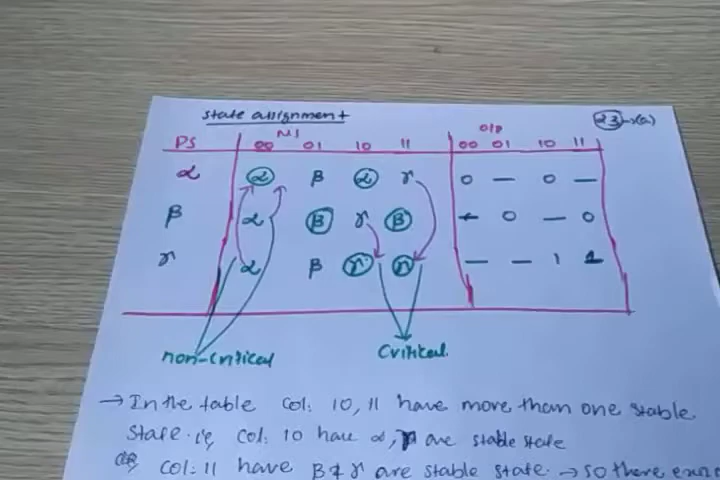 state assignment
23→(a)
PS NS O/P
00 01 10 11 00 01 10 11
α α β α r 0 — 0 —
β α β r β — 0 — 0
r α β r r — — 1 1
non-critical critical.
→ In the table col: 10, 11 have more than one stable
state. i.e, col: 10 have α, r are stable state
col: 11 have β & r are stable state → so there exist